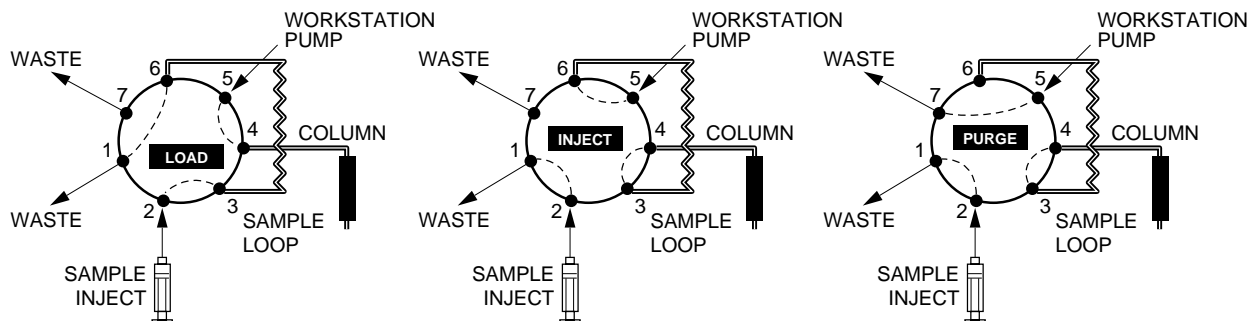 WORKSTATION
PUMP
WASTE
6
5
7
4
COLUMN
1
LOAD
WASTE
2
3
SAMPLE
LOOP
SAMPLE
INJECT
WORKSTATION
PUMP
WASTE
6
5
7
4
COLUMN
1
INJECT
WASTE
2
3
SAMPLE
LOOP
SAMPLE
INJECT
WORKSTATION
PUMP
WASTE
6
5
7
4
COLUMN
1
PURGE
WASTE
2
3
SAMPLE
LOOP
SAMPLE
INJECT